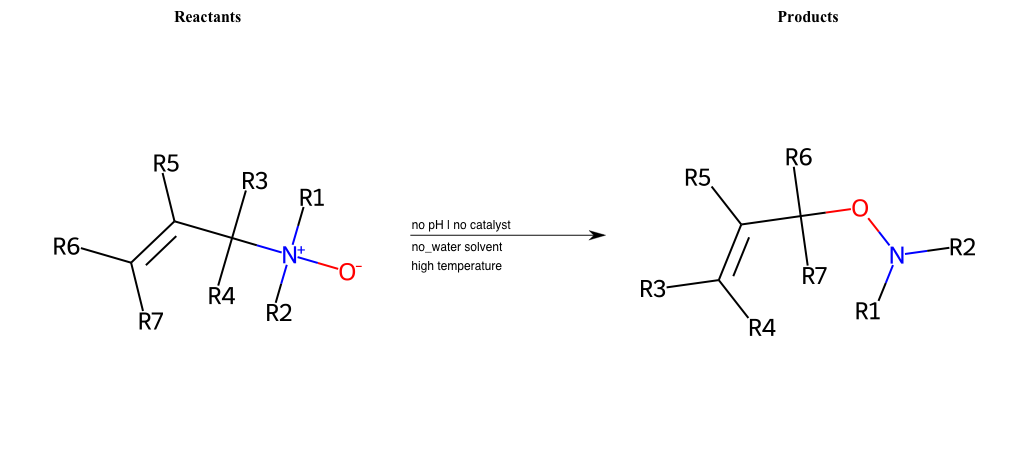 Reactants
Products
R5
R3
R1
R6
N+
O-
R4
R2
R7
no pH | no catalyst
no_water solvent
high temperature
R6
R5
O
R2
N
R7
R3
R1
R4